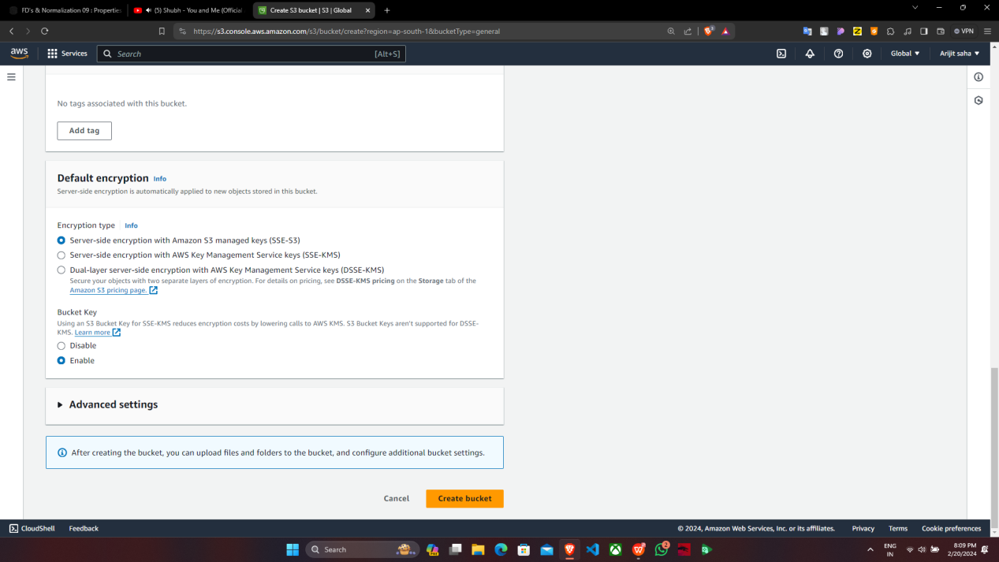 FD's & Normalization 09 : Properties
(5) Shubh - You and Me (Official
Create S3 bucket | S3 | Global
https://s3.console.aws.amazon.com/s3/bucket/create?region=ap-south-1&bucketType=general
VPN
aws
Services
Search
[Alt+S]
Global
Arijit saha
No tags associated with this bucket.
Add tag
Default encryption Info
Server-side encryption is automatically applied to new objects stored in this bucket.
Encryption type Info
Server-side encryption with Amazon S3 managed keys (SSE-S3)
Server-side encryption with AWS Key Management Service keys (SSE-KMS)
Dual-layer server-side encryption with AWS Key Management Service keys (DSSE-KMS)
Secure your objects with two separate layers of encryption. For details on pricing, see DSSE-KMS pricing on the Storage tab of the
Amazon S3 pricing page.
Bucket Key
Using an S3 Bucket Key for SSE-KMS reduces encryption costs by lowering calls to AWS KMS. S3 Bucket Keys aren't supported for DSSE-
KMS. Learn more
Disable
Enable
Advanced settings
After creating the bucket, you can upload files and folders to the bucket, and configure additional bucket settings.
Cancel
Create bucket
CloudShell
Feedback
© 2024, Amazon Web Services, Inc. or its affiliates.
Privacy
Terms
Cookie preferences
Search
2
ENG
IN
8:09 PM
2/20/2024